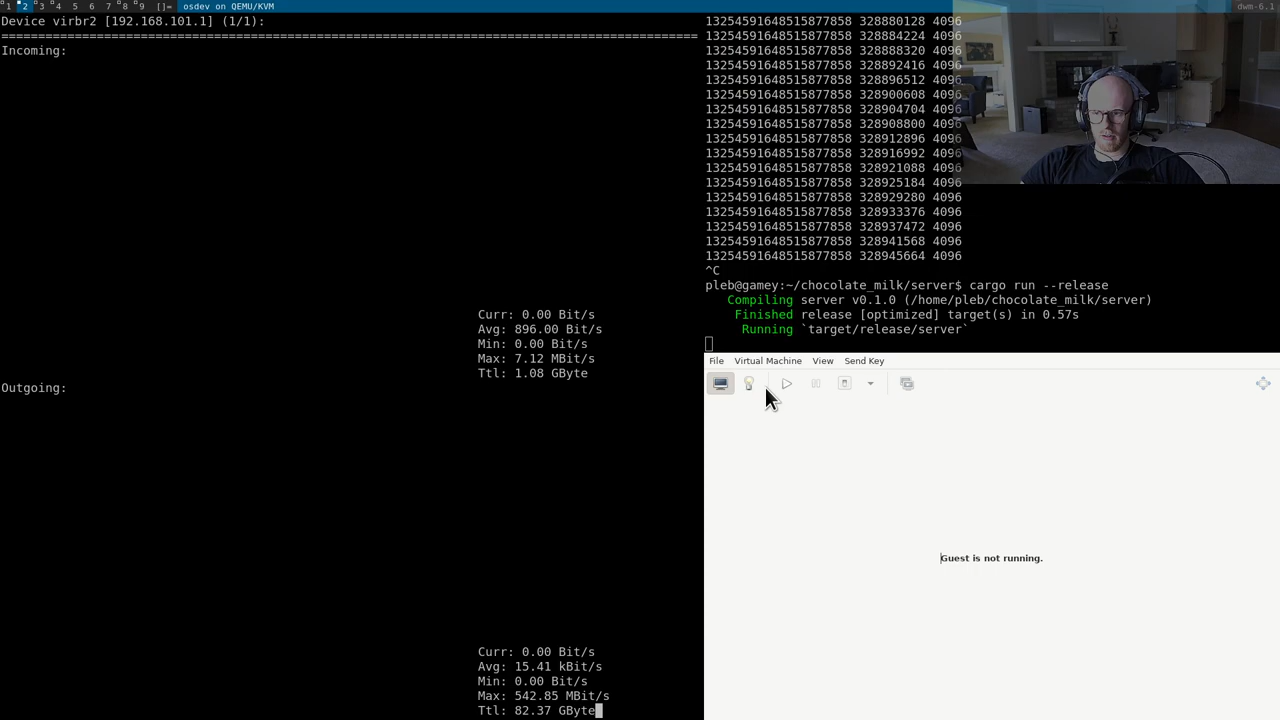 1 2 3 4 5 6 7 8 9 []= osdev on QEMU/KVM dwm-6.1
Device virbr2 [192.168.101.1] (1/1):
===============================================================================================
Incoming:
Curr: 0.00 Bit/s
Avg: 896.00 Bit/s
Min: 0.00 Bit/s
Max: 7.12 MBit/s
Ttl: 1.08 GByte
Outgoing:
Curr: 0.00 Bit/s
Avg: 15.41 kBit/s
Min: 0.00 Bit/s
Max: 542.85 MBit/s
Ttl: 82.37 GByte
13254591648515877858 328880128 4096
13254591648515877858 328884224 4096
13254591648515877858 328888320 4096
13254591648515877858 328892416 4096
13254591648515877858 328896512 4096
13254591648515877858 328900608 4096
13254591648515877858 328904704 4096
13254591648515877858 328908800 4096
13254591648515877858 328912896 4096
13254591648515877858 328916992 4096
13254591648515877858 328921088 4096
13254591648515877858 328925184 4096
13254591648515877858 328929280 4096
13254591648515877858 328933376 4096
13254591648515877858 328937472 4096
13254591648515877858 328941568 4096
13254591648515877858 328945664 4096
^C
pleb@gamey:~/chocolate_milk/server$ cargo run --release
Compiling server v0.1.0 (/home/pleb/chocolate_milk/server)
Finished release [optimized] target(s) in 0.57s
Running `target/release/server`
File Virtual Machine View Send Key
Guest is not running.